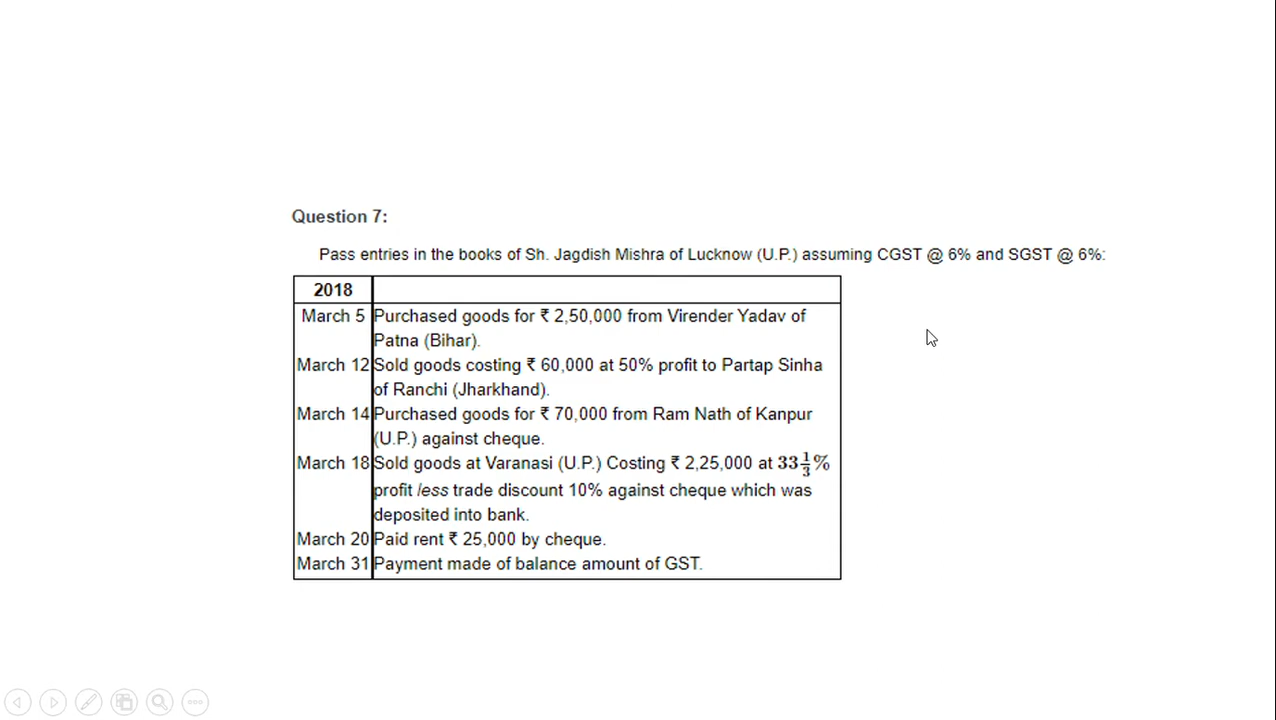 Question 7:
Pass entries in the books of Sh. Jagdish Mishra of Lucknow (U.P.) assuming CGST @ 6% and SGST @ 6%:
2018
March 5 Purchased goods for ₹ 2,50,000 from Virender Yadav of
Patna (Bihar).
March 12 Sold goods costing ₹ 60,000 at 50% profit to Partap Sinha
of Ranchi (Jharkhand).
March 14 Purchased goods for ₹ 70,000 from Ram Nath of Kanpur
(U.P.) against cheque.
March 18 Sold goods at Varanasi (U.P.) Costing ₹ 2,25,000 at 33 1/3%
profit less trade discount 10% against cheque which was
deposited into bank.
March 20 Paid rent ₹ 25,000 by cheque.
March 31 Payment made of balance amount of GST.